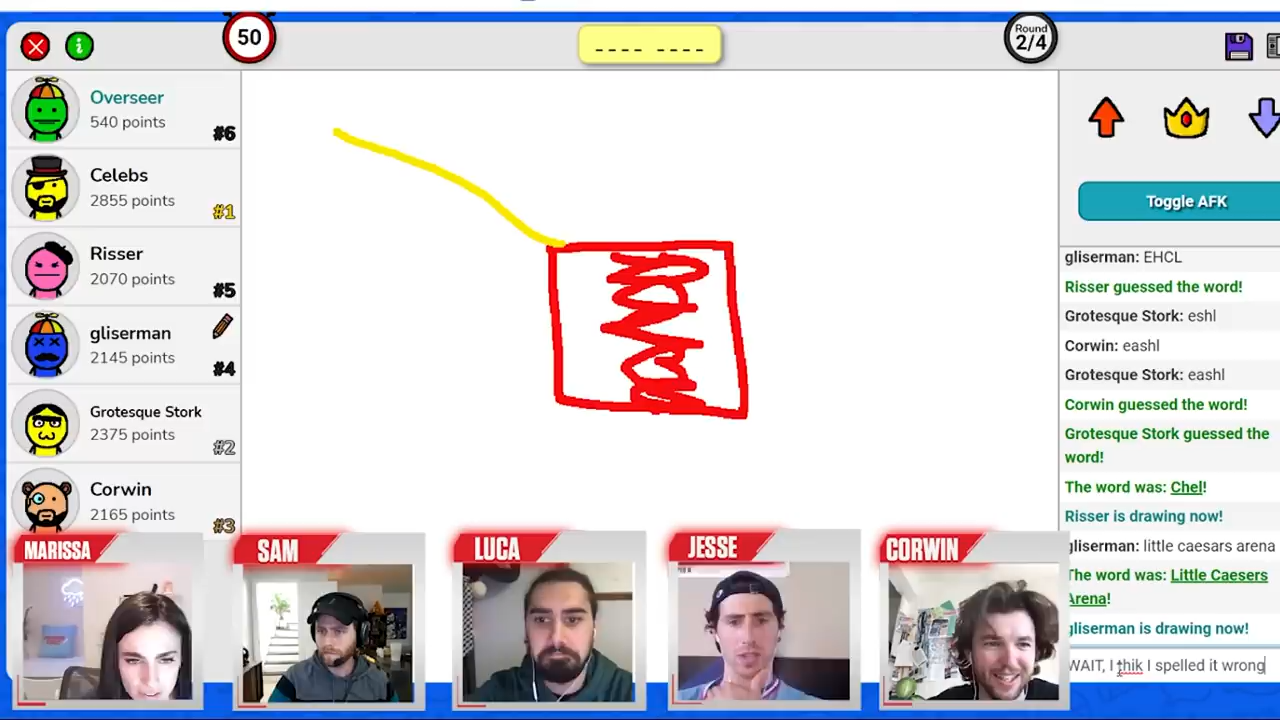 50
_ _ _ _ _ _ _ _
Round
2/4
Overseer
540 points
#6
Celebs
2855 points
#1
Risser
2070 points
#5
gliserman
2145 points
#4
Grotesque Stork
2375 points
#2
Corwin
2165 points
#3
Toggle AFK
gliserman: EHCL
Risser guessed the word!
Grotesque Stork: eshl
Corwin: eashl
Grotesque Stork: eashl
Corwin guessed the word!
Grotesque Stork guessed the
word!
The word was: Chel!
Risser is drawing now!
gliserman: little caesars arena
The word was: Little Caesers
Arena!
gliserman is drawing now!
WAIT, I thik I spelled it wrong
MARISSA
SAM
LUCA
JESSE
CORWIN